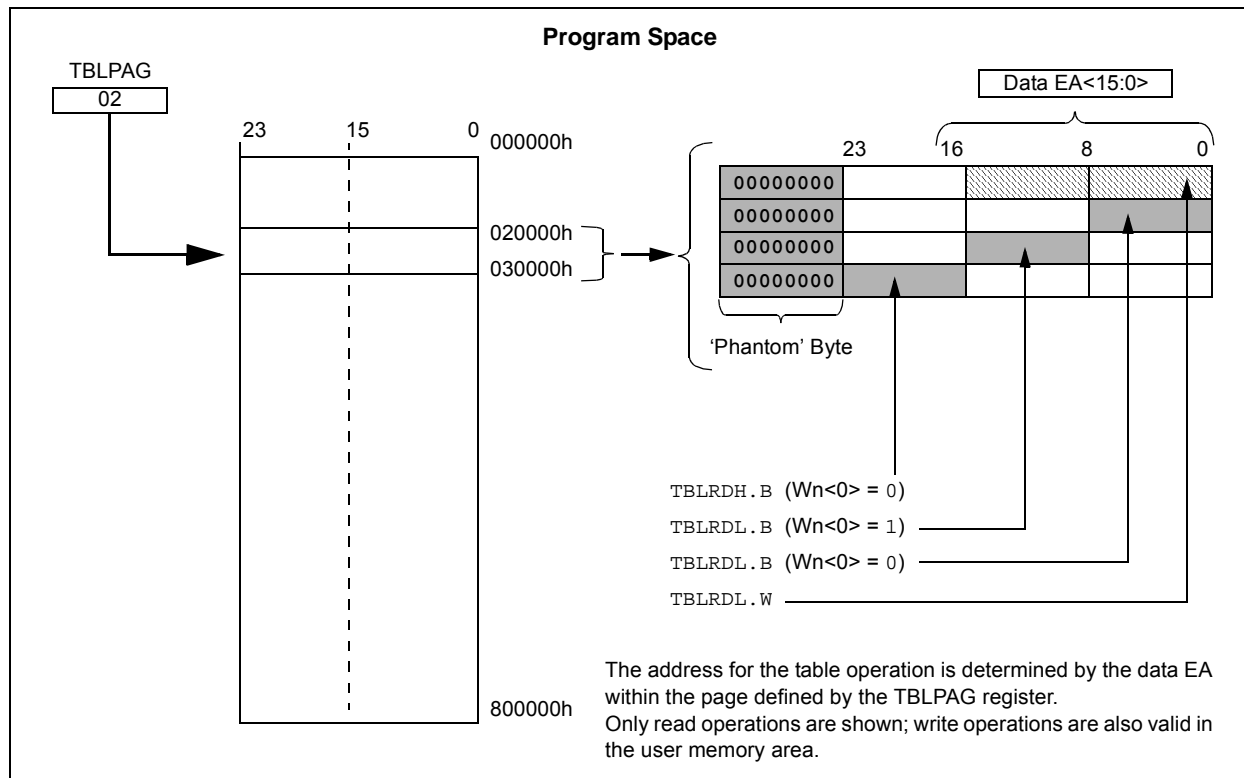 Program Space
TBLPAG
02
Data EA<15:0>
23 15 0
000000h
020000h
030000h
800000h
23 16 8 0
00000000
00000000
00000000
00000000
‘Phantom’ Byte
TBLRDH.B (Wn<0> = 0)
TBLRDL.B (Wn<0> = 1)
TBLRDL.B (Wn<0> = 0)
TBLRDL.W
The address for the table operation is determined by the data EA
within the page defined by the TBLPAG register.
Only read operations are shown; write operations are also valid in
the user memory area.